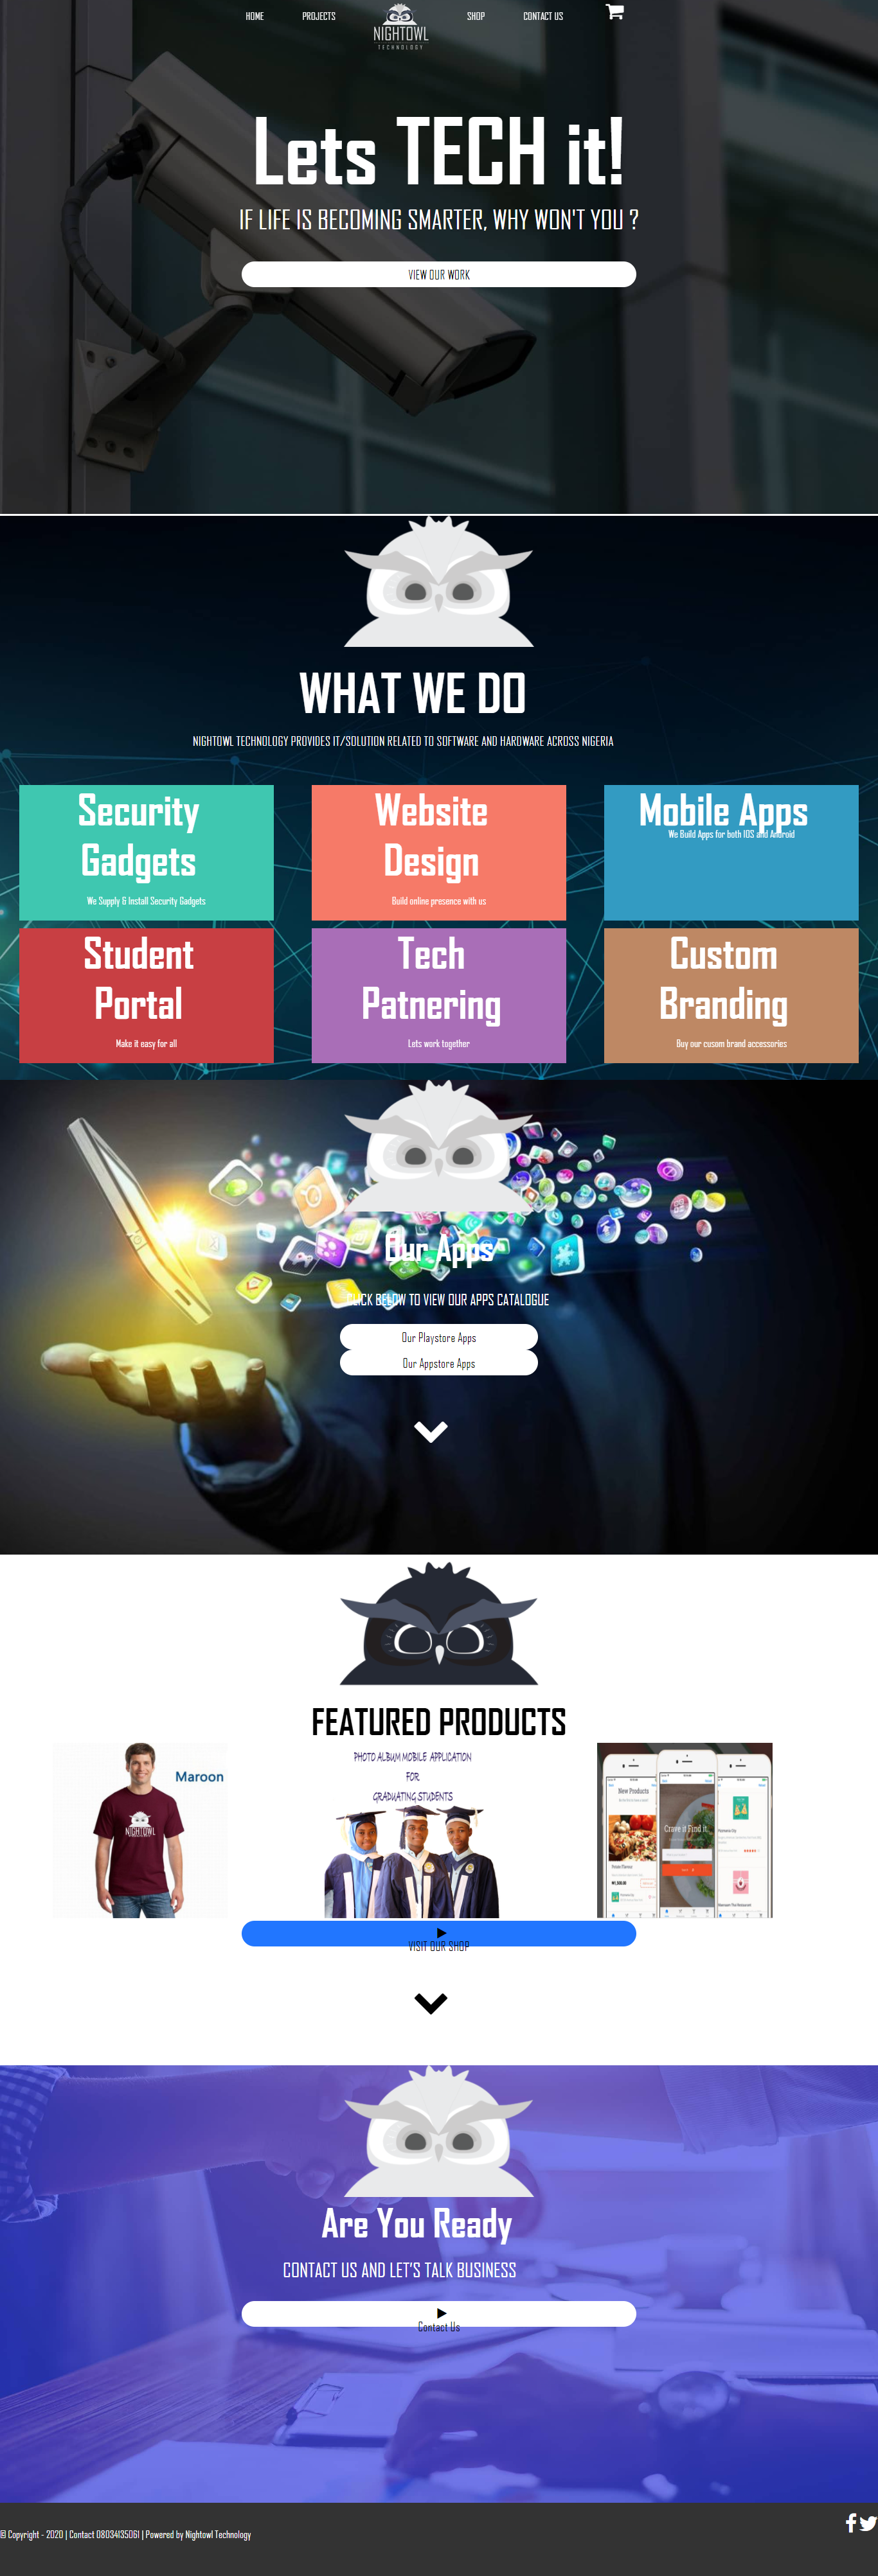 HOME PROJECTS NIGHTOWL SHOP CONTACT US
TECHNOLOGY
Lets TECH it!
IF LIFE IS BECOMING SMARTER, WHY WON'T YOU ?
VIEW OUR WORK
WHAT WE DO
NIGHTOWL TECHNOLOGY PROVIDES IT/SOLUTION RELATED TO SOFTWARE AND HARDWARE ACROSS NIGERIA
Security
Gadgets
We Supply & Install Security Gadgets
Website
Design
Build online presence with us
Mobile Apps
We Build Apps for both IOS and Android
Student
Portal
Make it easy for all
Tech
Patnering
Lets work together
Custom
Branding
Buy our cusom brand accessories
Our Apps
CLICK BELOW TO VIEW OUR APPS CATALOGUE
Our Playstore Apps
Our Appstore Apps
FEATURED PRODUCTS
Maroon
NIGHTOWL
PHOTO ALBUM MOBILE APPLICATION
FOR
GRADUATING STUDENTS
New Products
Crave it Find it
VISIT OUR SHOP
Are You Ready
CONTACT US AND LET'S TALK BUSINESS
Contact Us
© Copyright - 2020 | Contact 08034135061 | Powered by Nightowl Technology